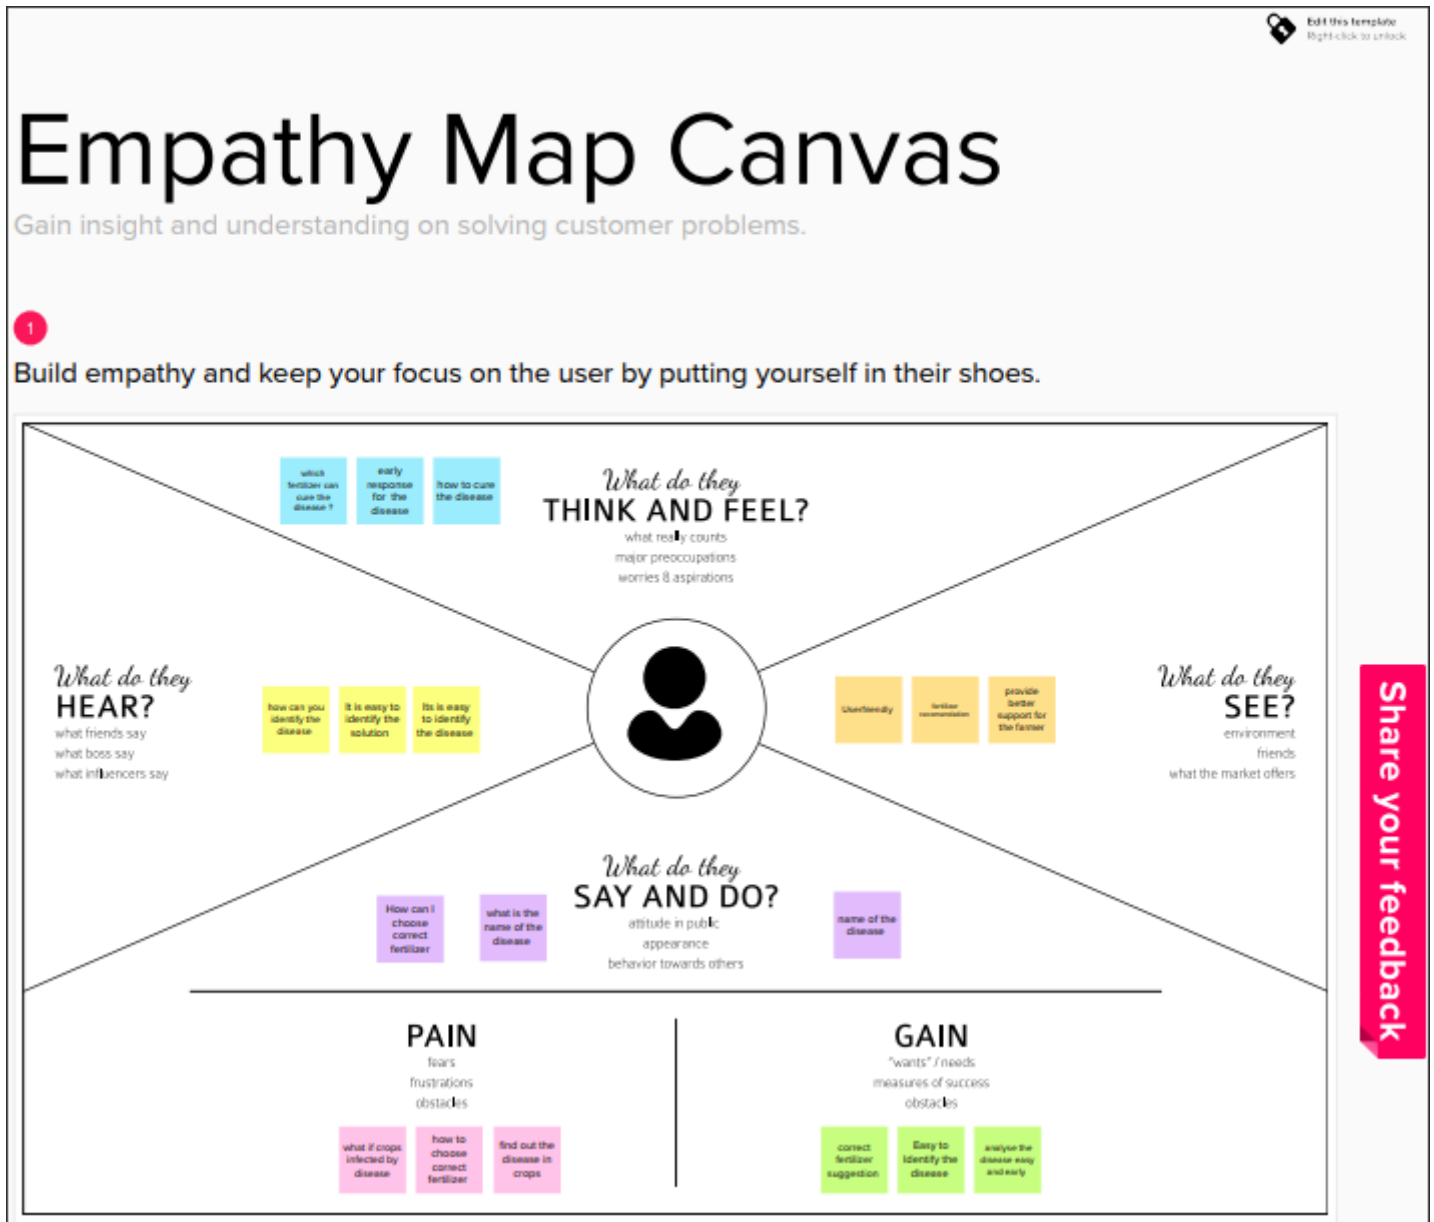 Edit this template
Right-click to unlock
Empathy Map Canvas
Gain insight and understanding on solving customer problems.
1
Build empathy and keep your focus on the user by putting yourself in their shoes.
which
fertilizer can
cure the
disease ?
early
response
for the
disease
how to cure
the disease
What do they
THINK AND FEEL?
what really counts
major preoccupations
worries & aspirations
What do they
HEAR?
what friends say
what boss say
what influencers say
how can you
identify the
disease
It is easy to
identify the
solution
Its is easy
to identify
the disease
Userfriendly
fertilizer
recomendation
provide
better
support for
the farmer
What do they
SEE?
environment
friends
what the market offers
What do they
SAY AND DO?
attitude in public
appearance
behavior towards others
How can I
choose
correct
fertilizer
what is the
name of the
disease
name of the
disease
PAIN
fears
frustrations
obstacles
what if crops
infected by
disease
how to
choose
correct
fertilizer
find out the
disease in
crops
GAIN
"wants" / needs
measures of success
obstacles
correct
fertilizer
suggestion
Easy to
Identify the
disease
analyse the
disease easy
and early
Share your feedback